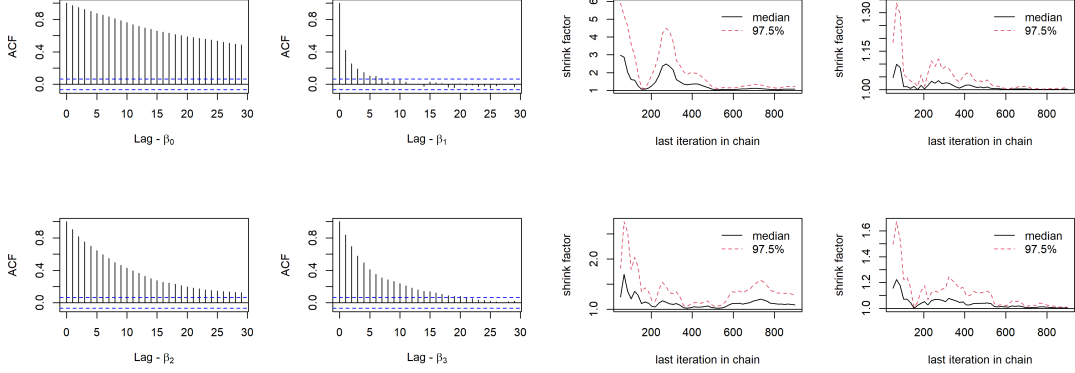 ACF
0.0
0.4
0.8
0 5 10 15 20 25 30
Lag - β0
ACF
0.0
0.4
0.8
0 5 10 15 20 25 30
Lag - β1
shrink factor
1 2 3 4 5 6
median
97.5%
200 400 600 800
last iteration in chain
shrink factor
1.00 1.15 1.30
median
97.5%
200 400 600 800
last iteration in chain
ACF
0.0
0.4
0.8
0 5 10 15 20 25 30
Lag - β2
ACF
0.0
0.4
0.8
0 5 10 15 20 25 30
Lag - β3
shrink factor
1.0 2.0
median
97.5%
200 400 600 800
last iteration in chain
shrink factor
1.0 1.2 1.4 1.6
median
97.5%
200 400 600 800
last iteration in chain